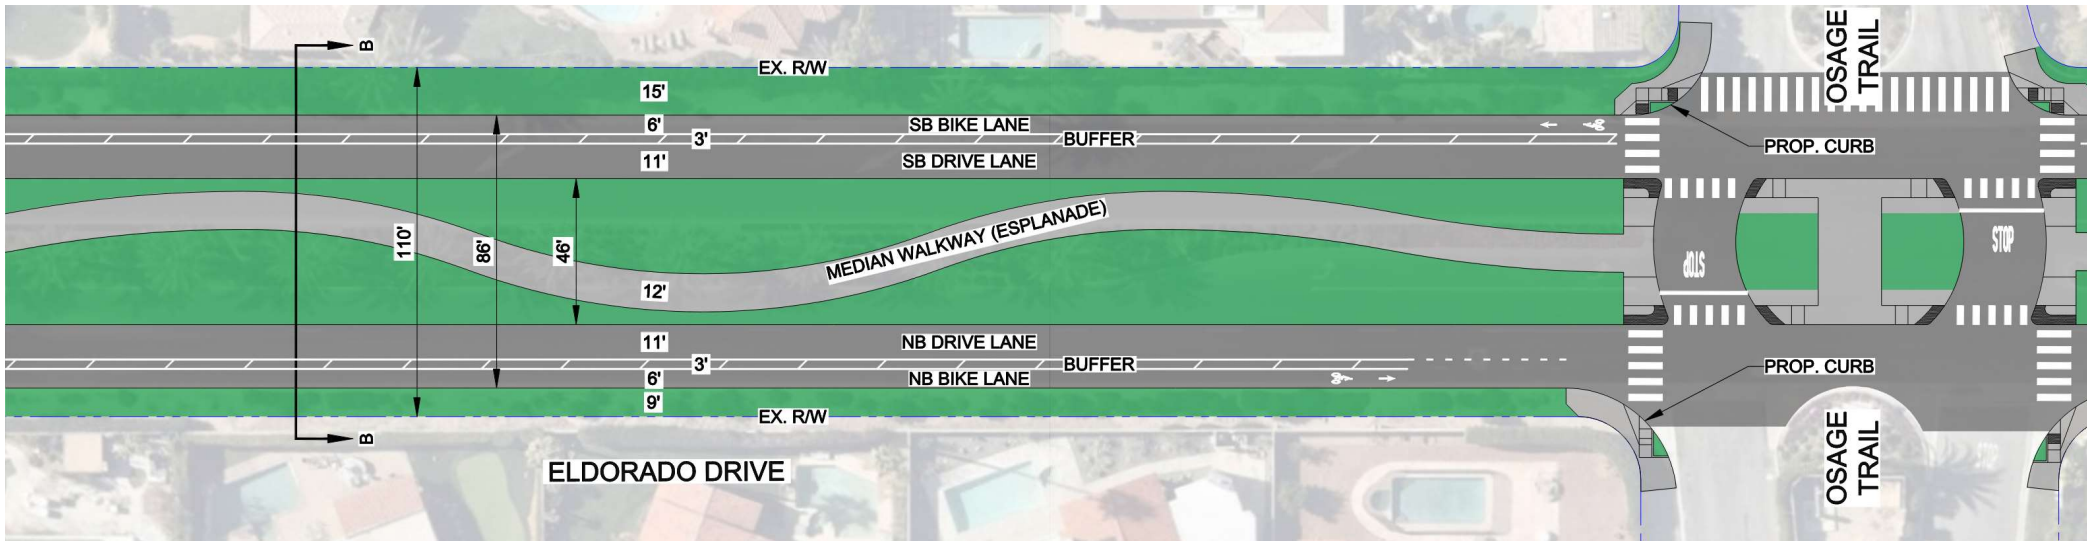 B
EX. R/W
OSAGE
TRAIL
15'
6'
SB BIKE LANE
3'
BUFFER
11'
SB DRIVE LANE
PROP. CURB
110'
86'
46'
MEDIAN WALKWAY (ESPLANADE)
12'
STOP
STOP
11'
NB DRIVE LANE
3'
BUFFER
6'
NB BIKE LANE
PROP. CURB
9'
EX. R/W
B
ELDORADO DRIVE
OSAGE
TRAIL
STOP